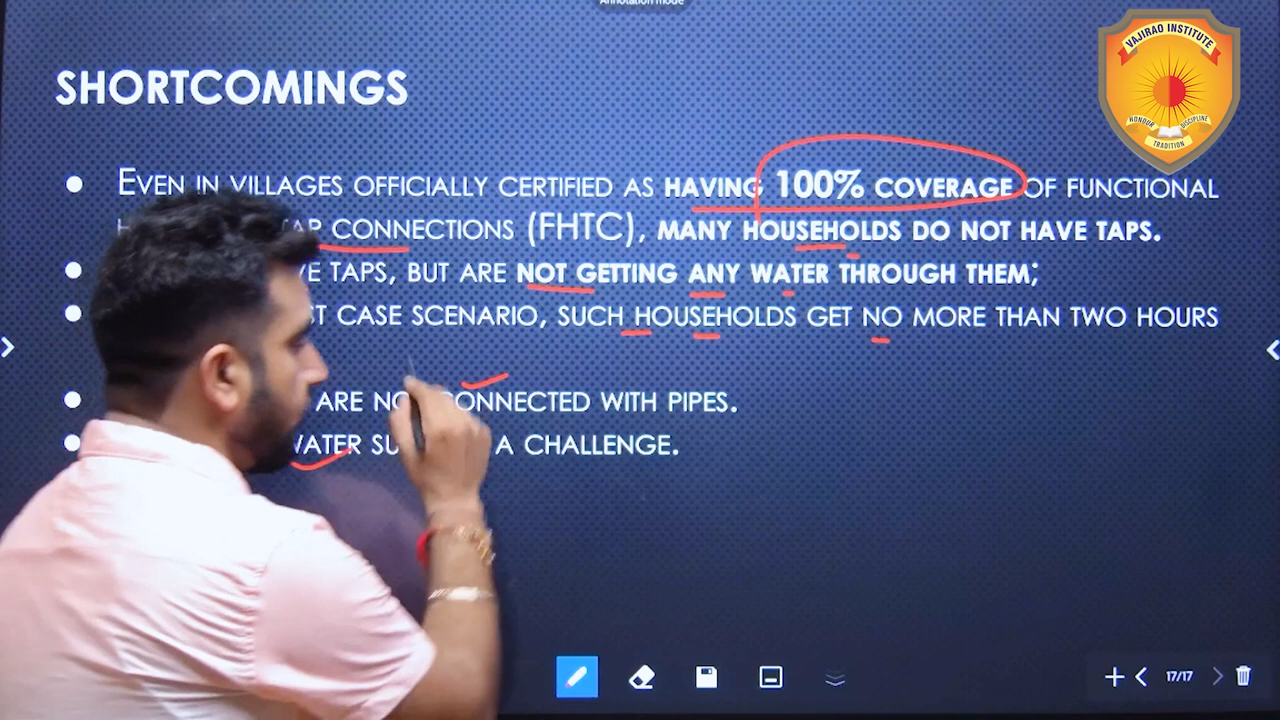 Annotation mode
VAJIRAO INSTITUTE
HONOUR DISCIPLINE
TRADITION
SHORTCOMINGS
• EVEN IN VILLAGES OFFICIALLY CERTIFIED AS HAVING 100% COVERAGE OF FUNCTIONAL
CONNECTIONS (FHTC), MANY HOUSEHOLDS DO NOT HAVE TAPS.
• TAPS, BUT ARE NOT GETTING ANY WATER THROUGH THEM;
• CASE SCENARIO, SUCH HOUSEHOLDS GET NO MORE THAN TWO HOURS
• ARE CONNECTED WITH PIPES.
• WATER A CHALLENGE.
17/17